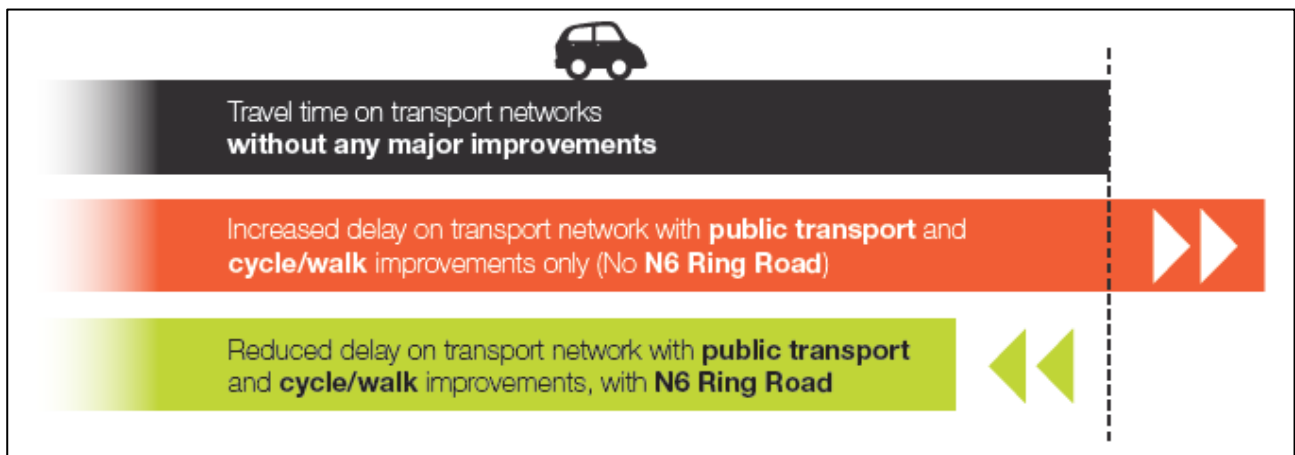 Travel time on transport networks
without any major improvements
Increased delay on transport network with public transport and
cycle/walk improvements only (No N6 Ring Road)
Reduced delay on transport network with public transport
and cycle/walk improvements, with N6 Ring Road